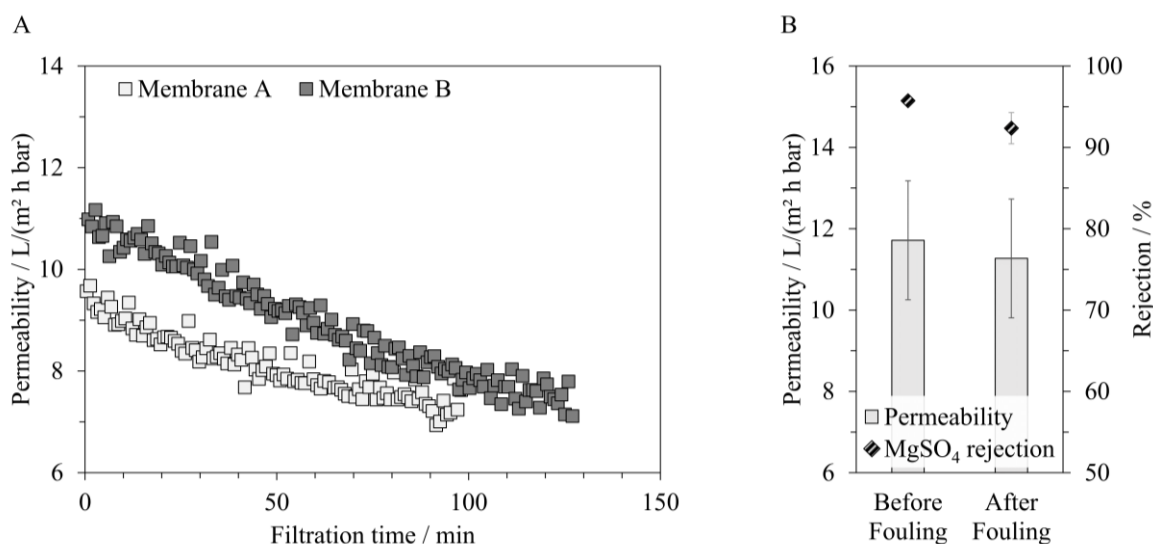 A
Permeability / L/(m² h bar)
14
12
10
8
6
Membrane A
Membrane B
0
50
100
150
Filtration time / min
B
Permeability / L/(m² h bar)
16
14
12
10
8
6
Permeability
MgSO₄ rejection
Before
Fouling
After
Fouling
100
90
80
70
60
50
Rejection / %